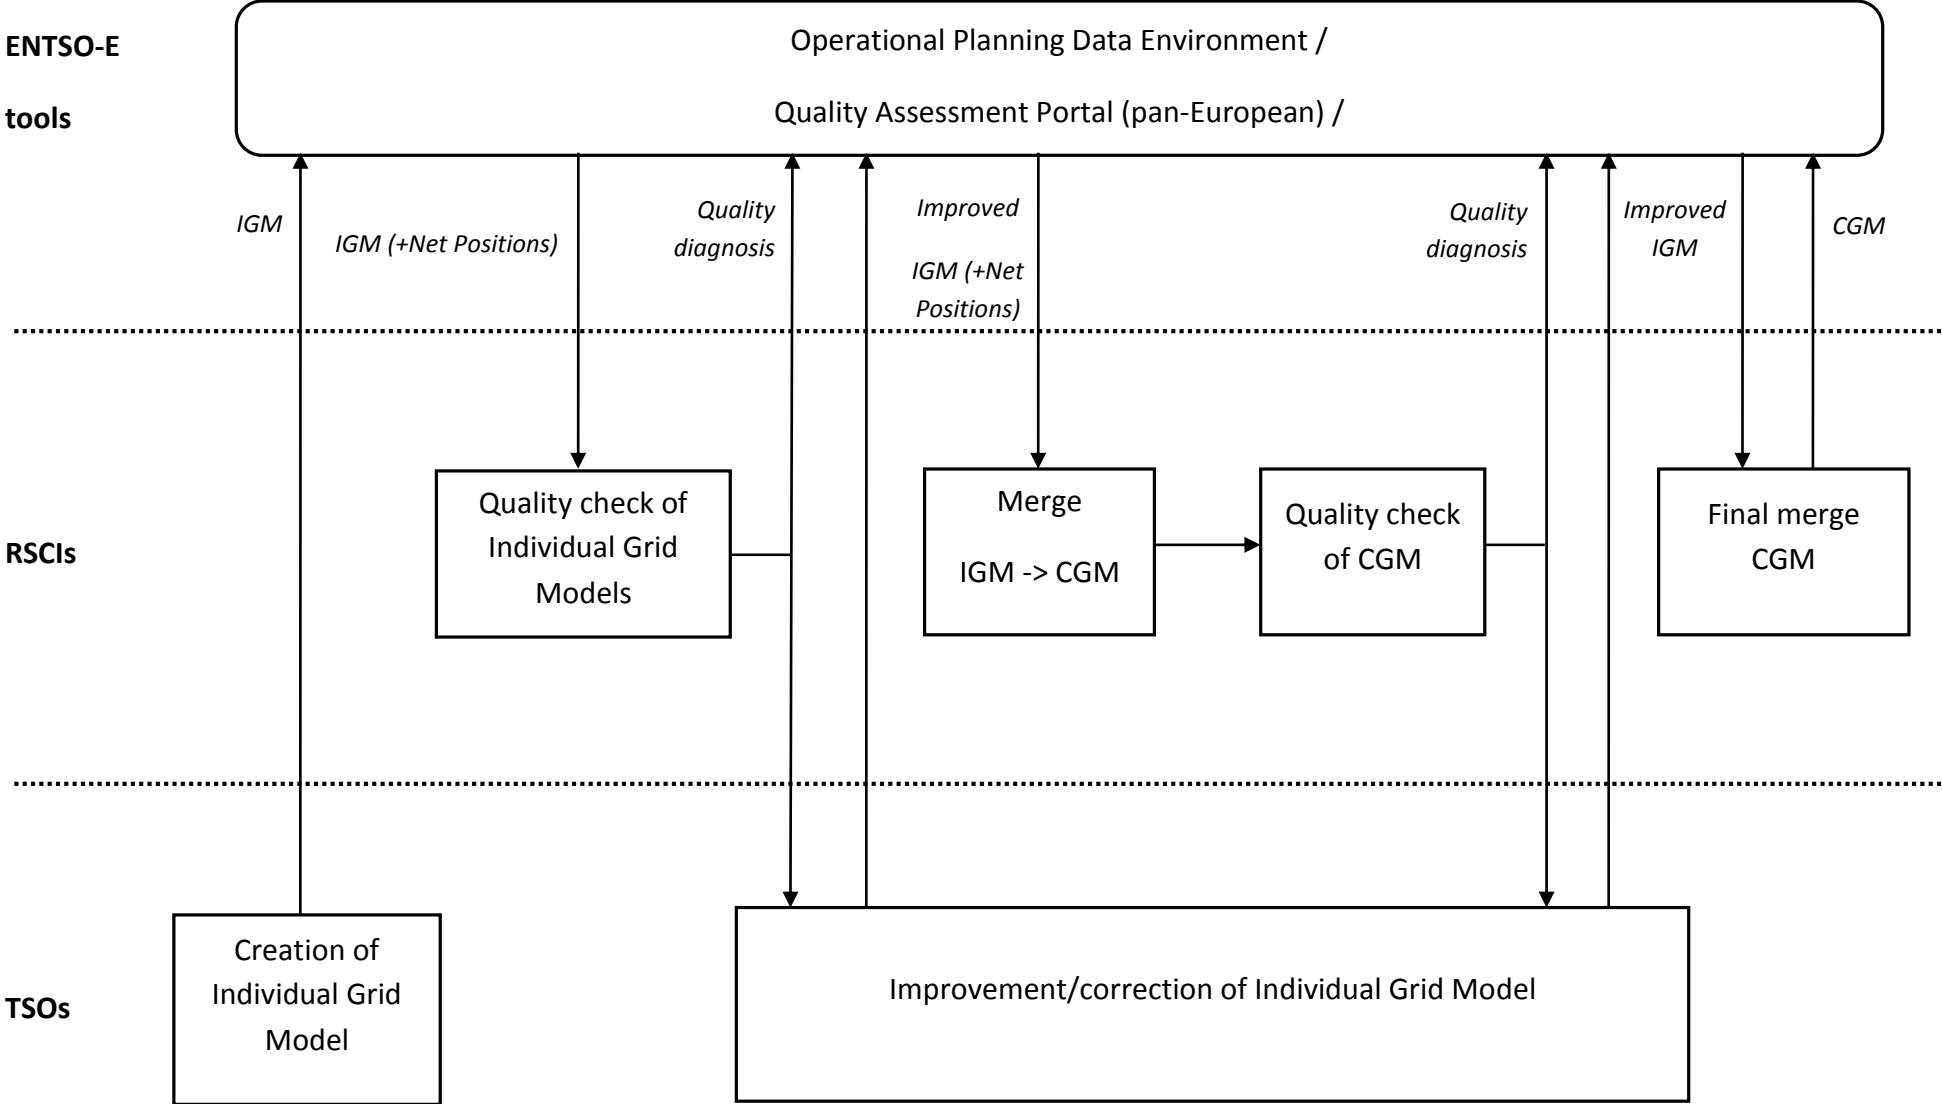 ENTSO-E
tools
Operational Planning Data Environment /
Quality Assessment Portal (pan-European) /
IGM
IGM (+Net Positions)
Quality
diagnosis
Improved
IGM (+Net
Positions)
Quality
diagnosis
Improved
IGM
CGM
RSCIs
Quality check of
Individual Grid
Models
Merge
IGM -> CGM
Quality check
of CGM
Final merge
CGM
TSOs
Creation of
Individual Grid
Model
Improvement/correction of Individual Grid Model